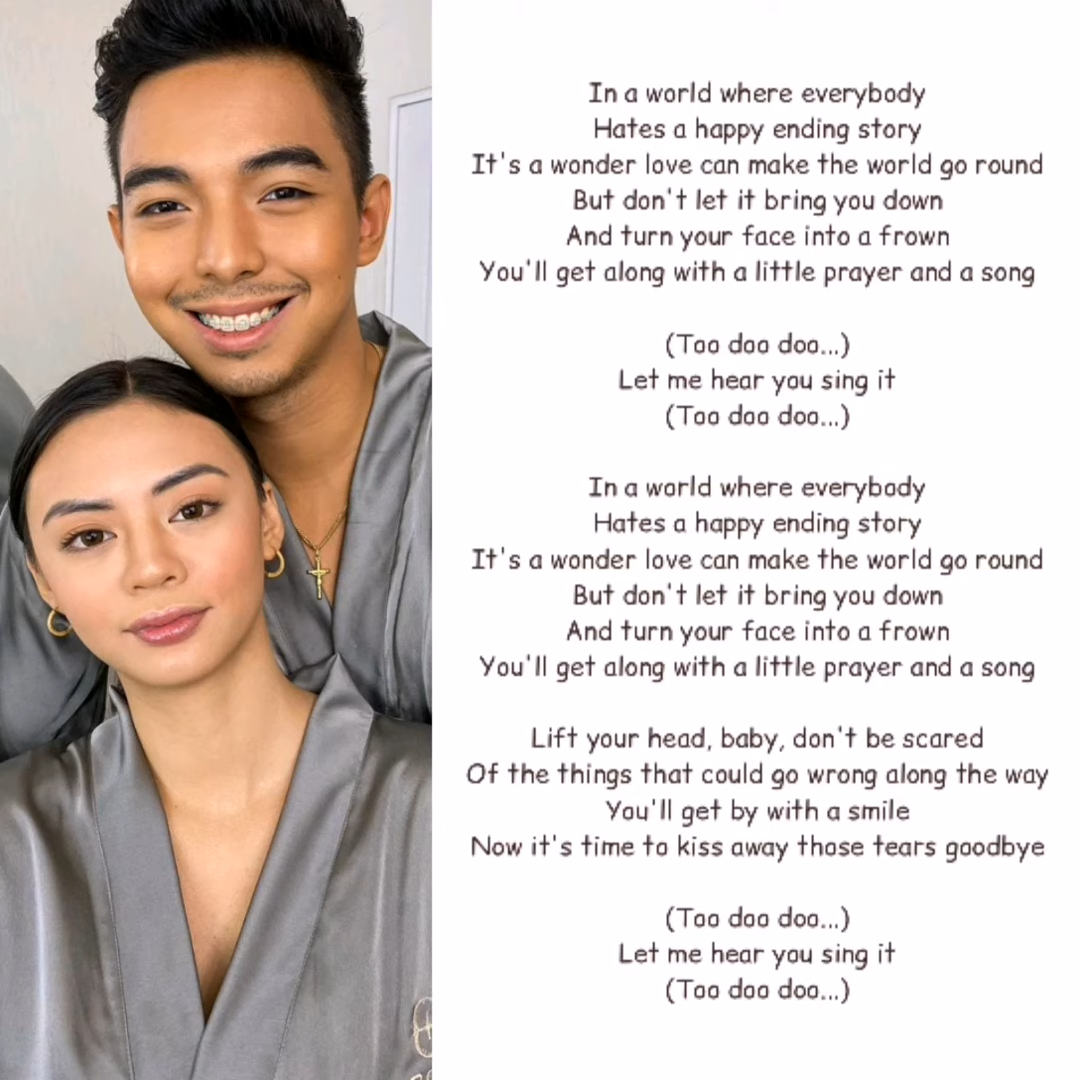 In a world where everybody
Hates a happy ending story
It's a wonder love can make the world go round
But don't let it bring you down
And turn your face into a frown
You'll get along with a little prayer and a song
(Too doo doo...)
Let me hear you sing it
(Too doo doo...)
In a world where everybody
Hates a happy ending story
It's a wonder love can make the world go round
But don't let it bring you down
And turn your face into a frown
You'll get along with a little prayer and a song
Lift your head, baby, don't be scared
Of the things that could go wrong along the way
You'll get by with a smile
Now it's time to kiss away those tears goodbye
(Too doo doo...)
Let me hear you sing it
(Too doo doo...)